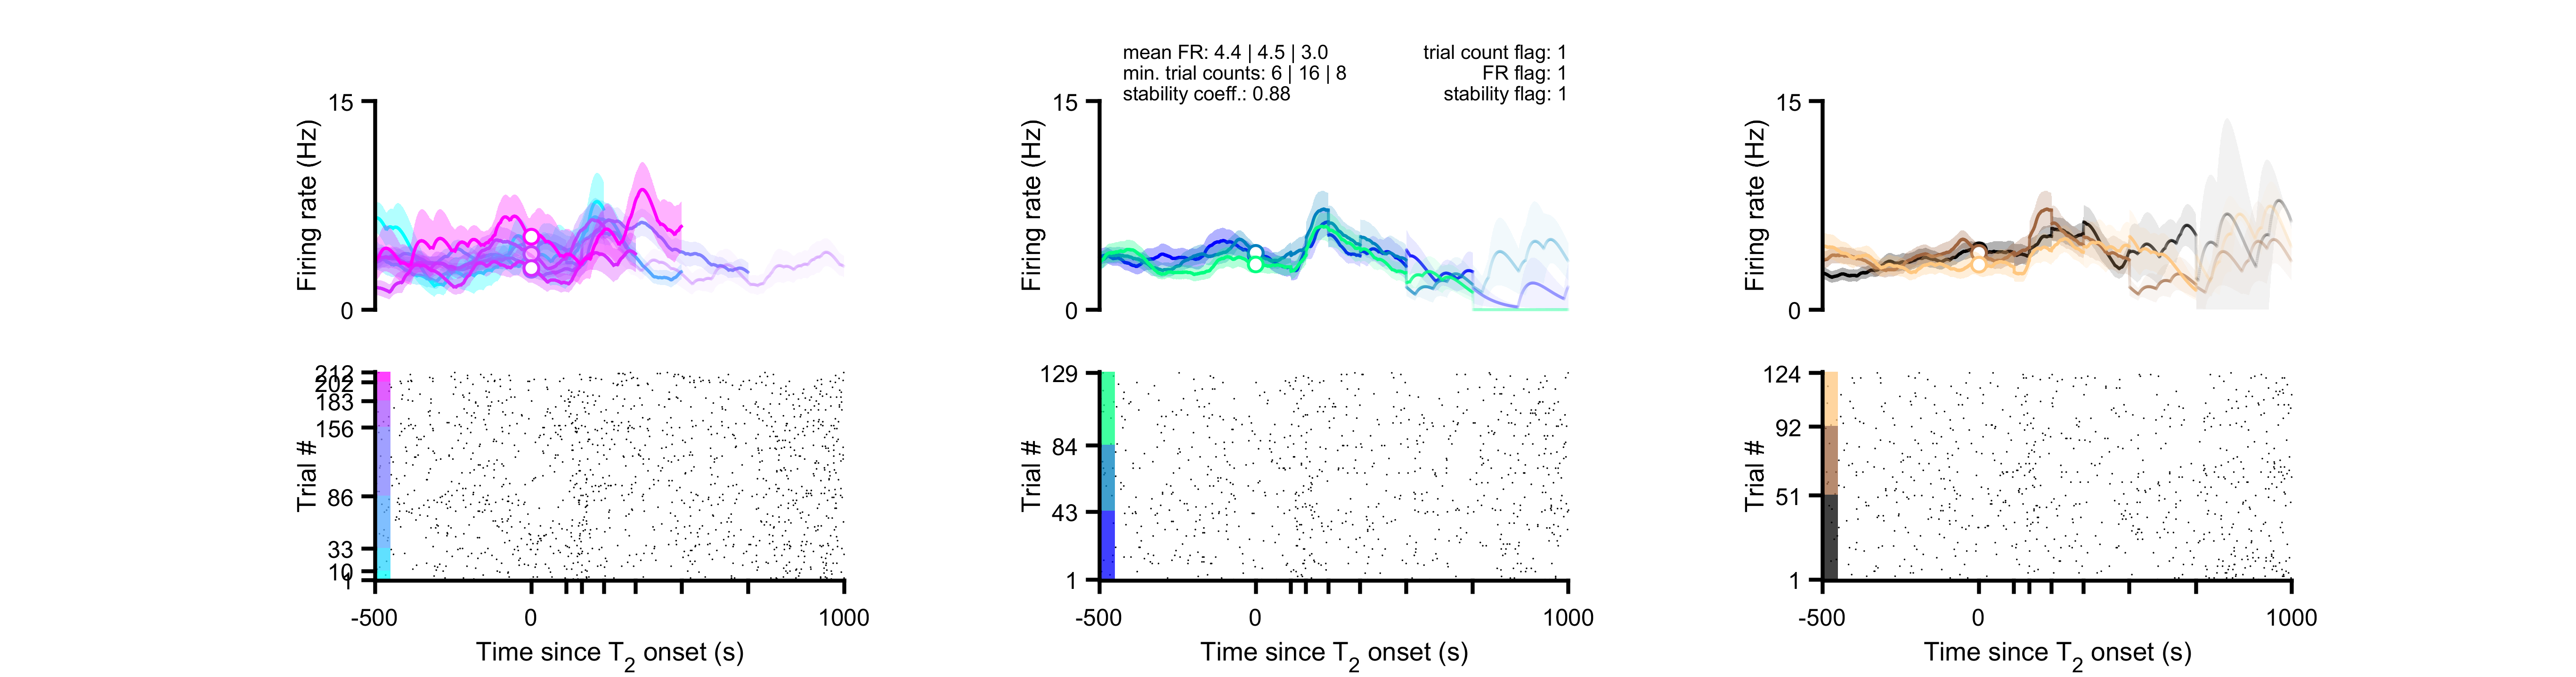 mean FR: 4.4 | 4.5 | 3.0
min. trial counts: 6 | 16 | 8
stability coeff.: 0.88
trial count flag: 1
FR flag: 1
stability flag: 1
15
Firing rate (Hz)
0
15
Firing rate (Hz)
0
15
Firing rate (Hz)
0
212
202
183
156
86
33
10
1
Trial #
-500
0
1000
Time since T2 onset (s)
129
84
43
1
Trial #
-500
0
1000
Time since T2 onset (s)
124
92
51
1
Trial #
-500
0
1000
Time since T2 onset (s)